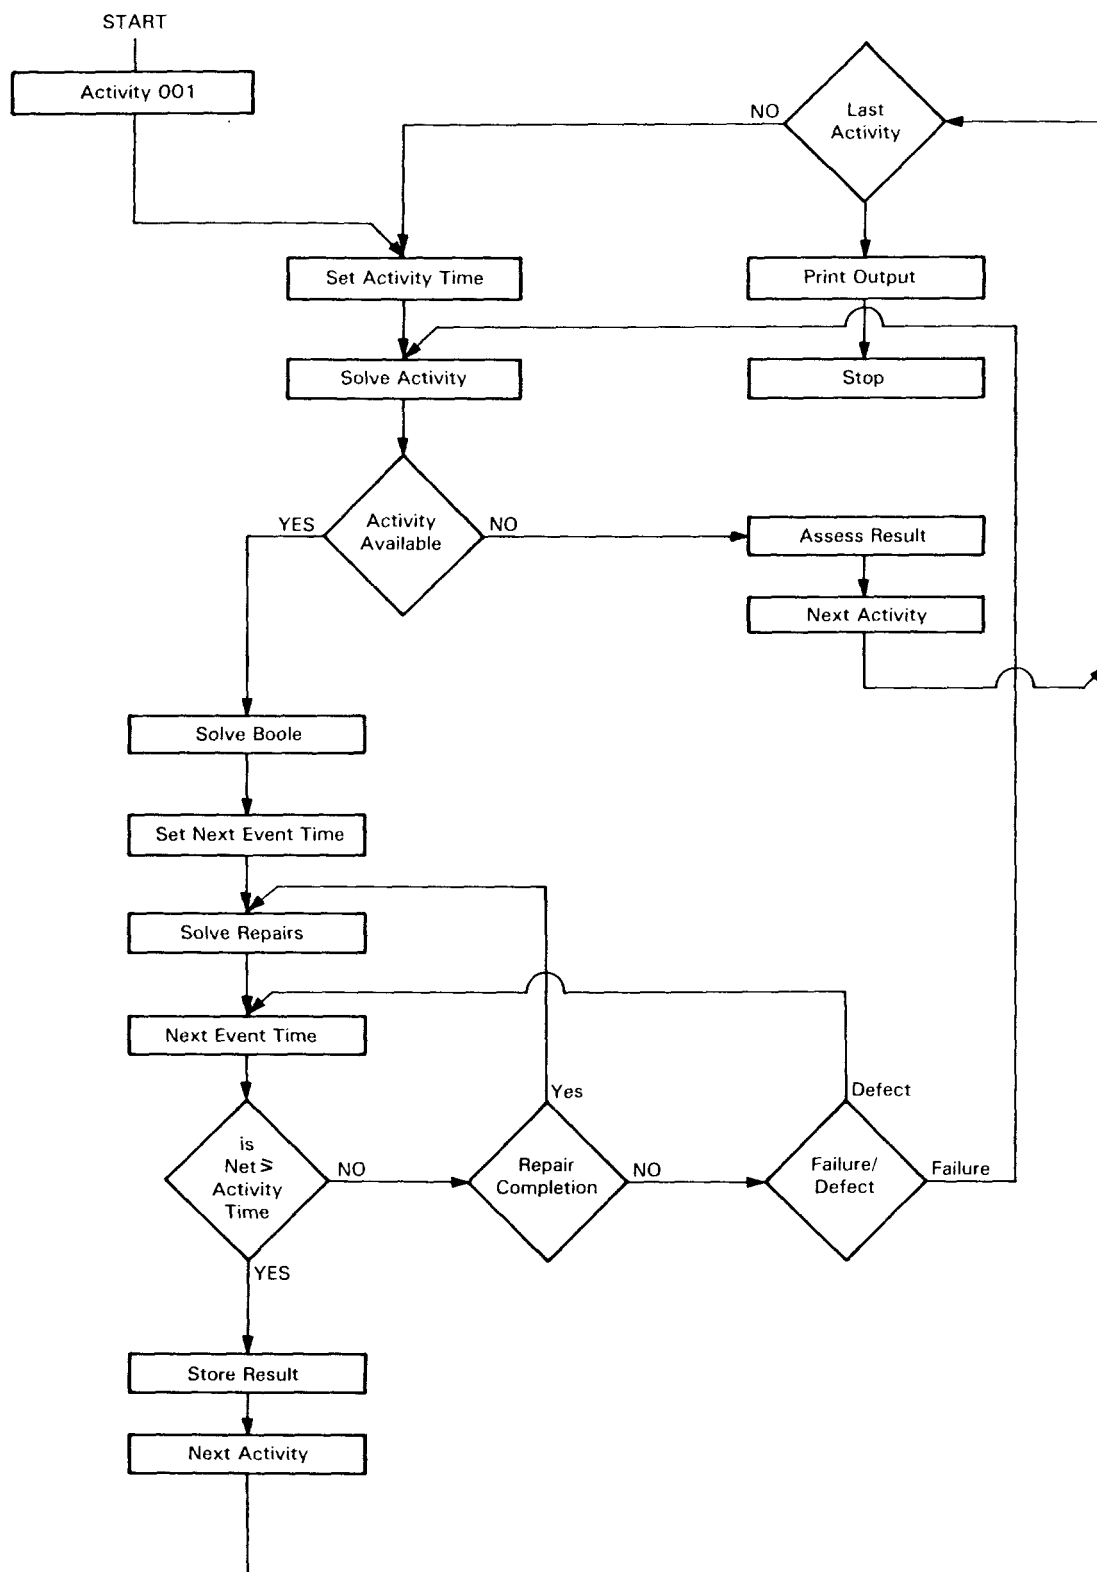 START
Activity 001
NO
Last
Activity
Set Activity Time
Print Output
Solve Activity
Stop
YES
Activity
Available
NO
Assess Result
Next Activity
Solve Boole
Set Next Event Time
Solve Repairs
Next Event Time
Yes
Defect
is
Net ⩾
Activity
Time
NO
Repair
Completion
NO
Failure/
Defect
Failure
YES
Store Result
Next Activity